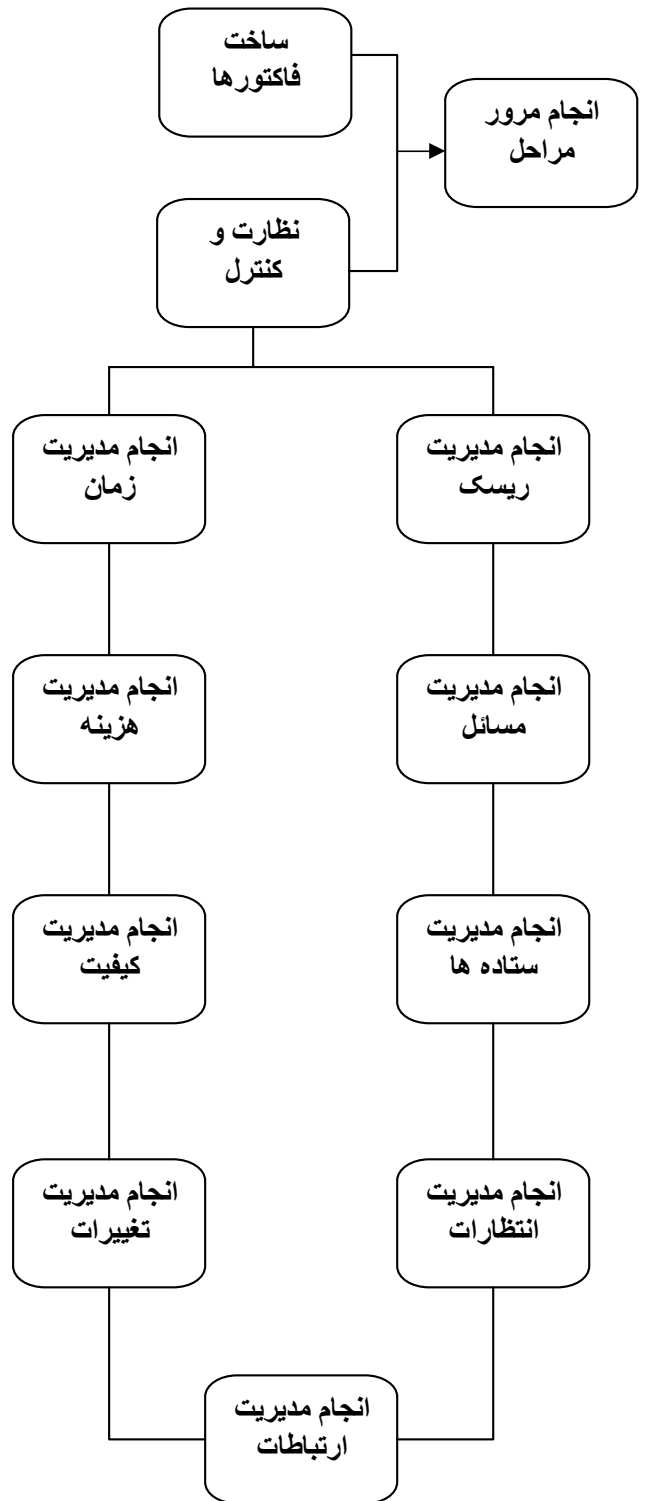 ساخت
فاکتورها
انجام مرور
مراحل
نظارت و
کنترل
انجام مدیریت
ریسک
انجام مدیریت
زمان
انجام مدیریت
مسائل
انجام مدیریت
هزینه
انجام مدیریت
ستاده ها
انجام مدیریت
کیفیت
انجام مدیریت
انتظارات
انجام مدیریت
تغییرات
انجام مدیریت
ارتباطات